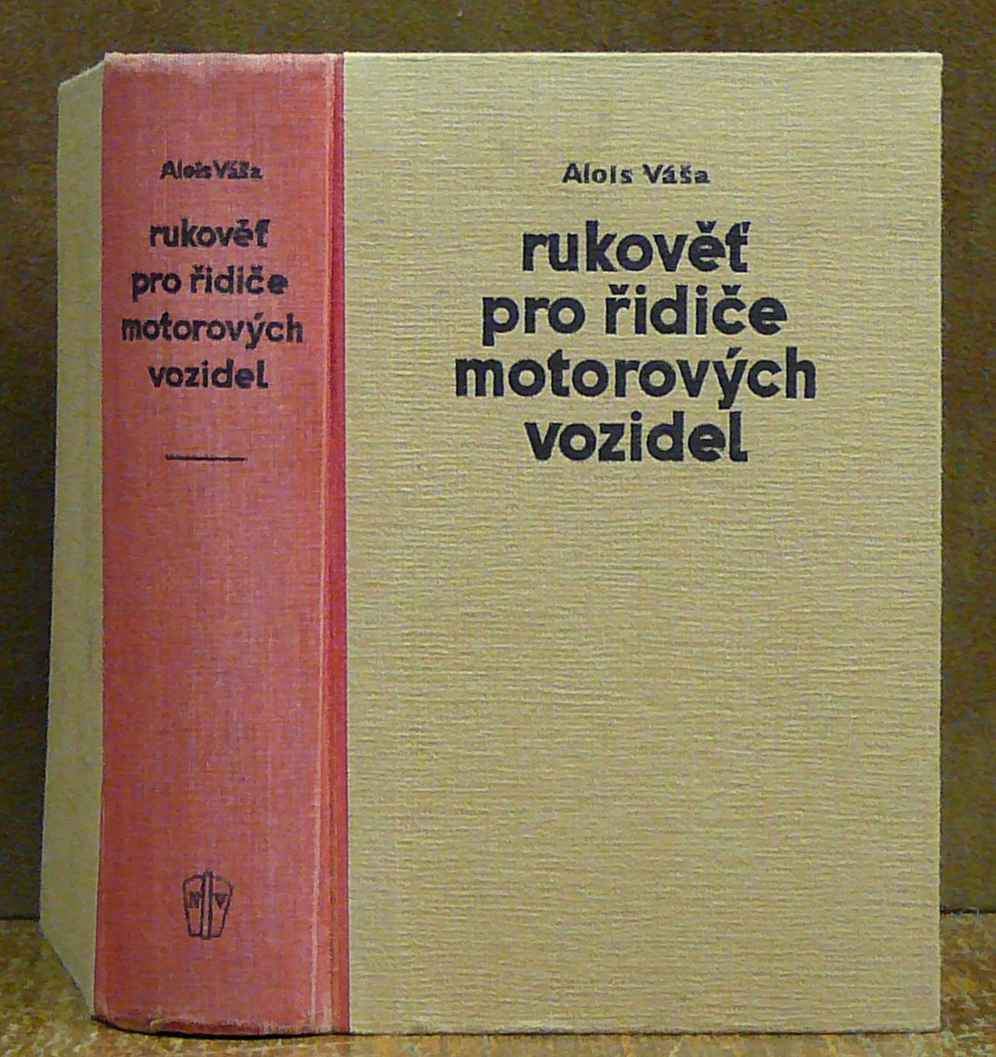 Alois Váša
rukověť
pro řidiče
motorových
vozidel
N V
Alois Váša
rukověť
pro řidiče
motorových
vozidel